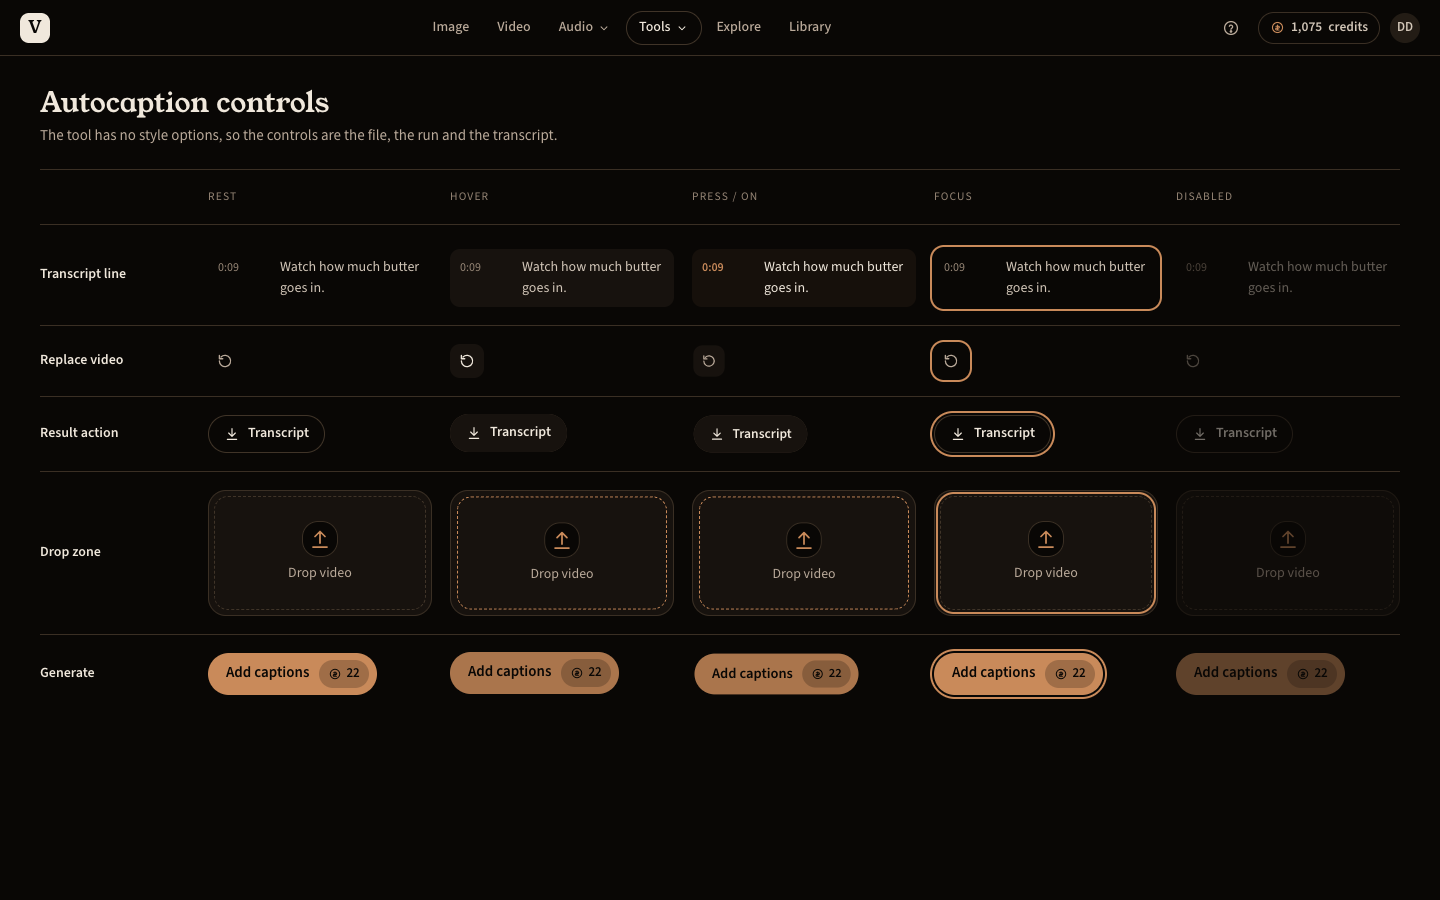 V Image Video Audio Tools Explore Library 1,075 credits DD
Autocaption controls
The tool has no style options, so the controls are the file, the run and the transcript.
REST HOVER PRESS / ON FOCUS DISABLED
Transcript line
0:09 Watch how much butter goes in.
0:09 Watch how much butter goes in.
0:09 Watch how much butter goes in.
0:09 Watch how much butter goes in.
0:09 Watch how much butter goes in.
Replace video
Result action Transcript Transcript Transcript Transcript Transcript
Drop zone Drop video Drop video Drop video Drop video Drop video
Generate Add captions 22 Add captions 22 Add captions 22 Add captions 22 Add captions 22